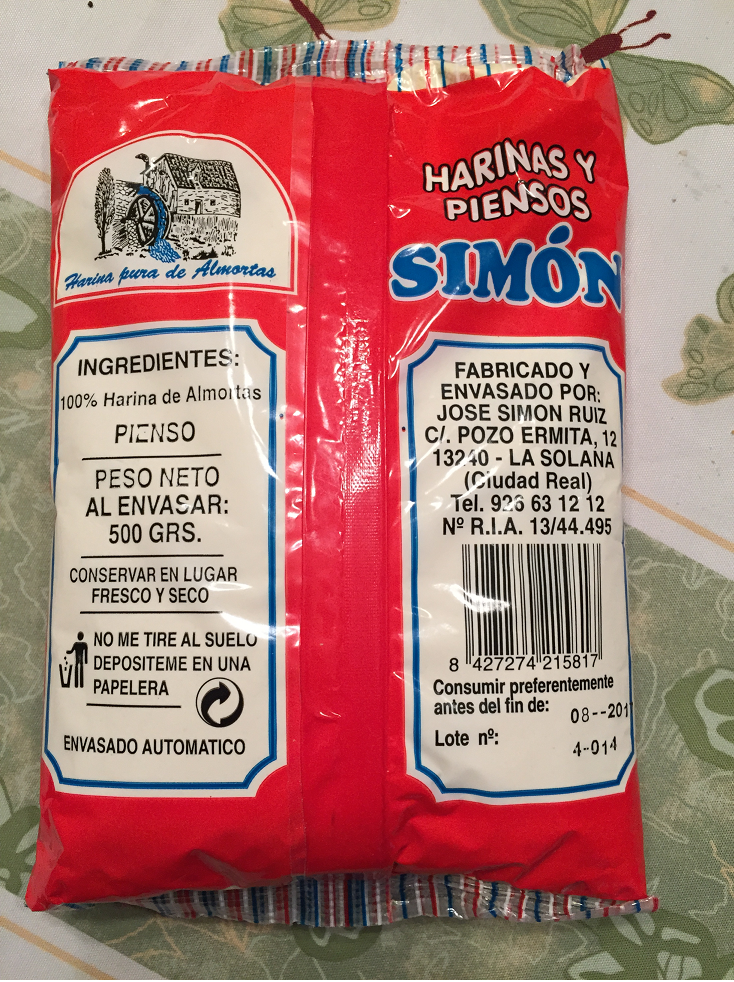 Harina pura de Almortas
INGREDIENTES:
100% Harina de Almortas
PIENSO
PESO NETO
AL ENVASAR:
500 GRS.
CONSERVAR EN LUGAR
FRESCO Y SECO
NO ME TIRE AL SUELO
DEPOSITEME EN UNA
PAPELERA
ENVASADO AUTOMATICO
HARINAS Y
PIENSOS
SIMÓN
FABRICADO Y
ENVASADO POR:
JOSE SIMON RUIZ
C/. POZO ERMITA, 12
13240 - LA SOLANA
(Ciudad Real)
Tel. 926 63 12 12
Nº R.I.A. 13/44.495
8 427274 215817
Consumir preferentemente
antes del fin de:
08--201
Lote nº:
4-014